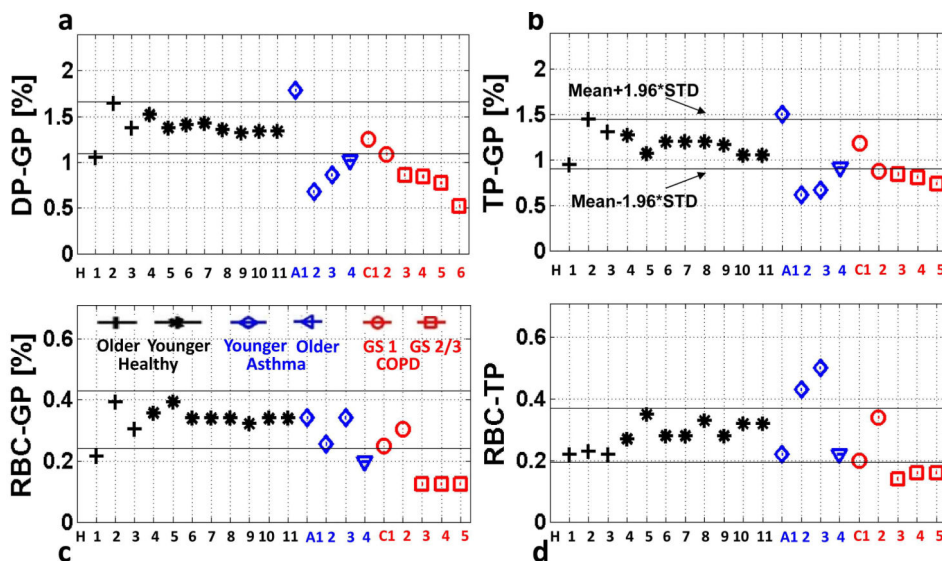 a
DP-GP [%]
2
1.5
1
0.5
0
H 1 2 3 4 5 6 7 8 9 10 11 A1 2 3 4 C1 2 3 4 5 6
b
TP-GP [%]
2
1.5
1
0.5
0
Mean+1.96*STD
Mean-1.96*STD
H 1 2 3 4 5 6 7 8 9 10 11 A1 2 3 4 C1 2 3 4 5
RBC-GP [%]
0.6
0.4
0.2
0
Older Younger
Healthy
Younger Older
Asthma
GS 1 GS 2/3
COPD
H 1 2 3 4 5 6 7 8 9 10 11 A1 2 3 4 C1 2 3 4 5
c
RBC-TP
0.6
0.4
0.2
0
H 1 2 3 4 5 6 7 8 9 10 11 A1 2 3 4 C1 2 3 4 5
d